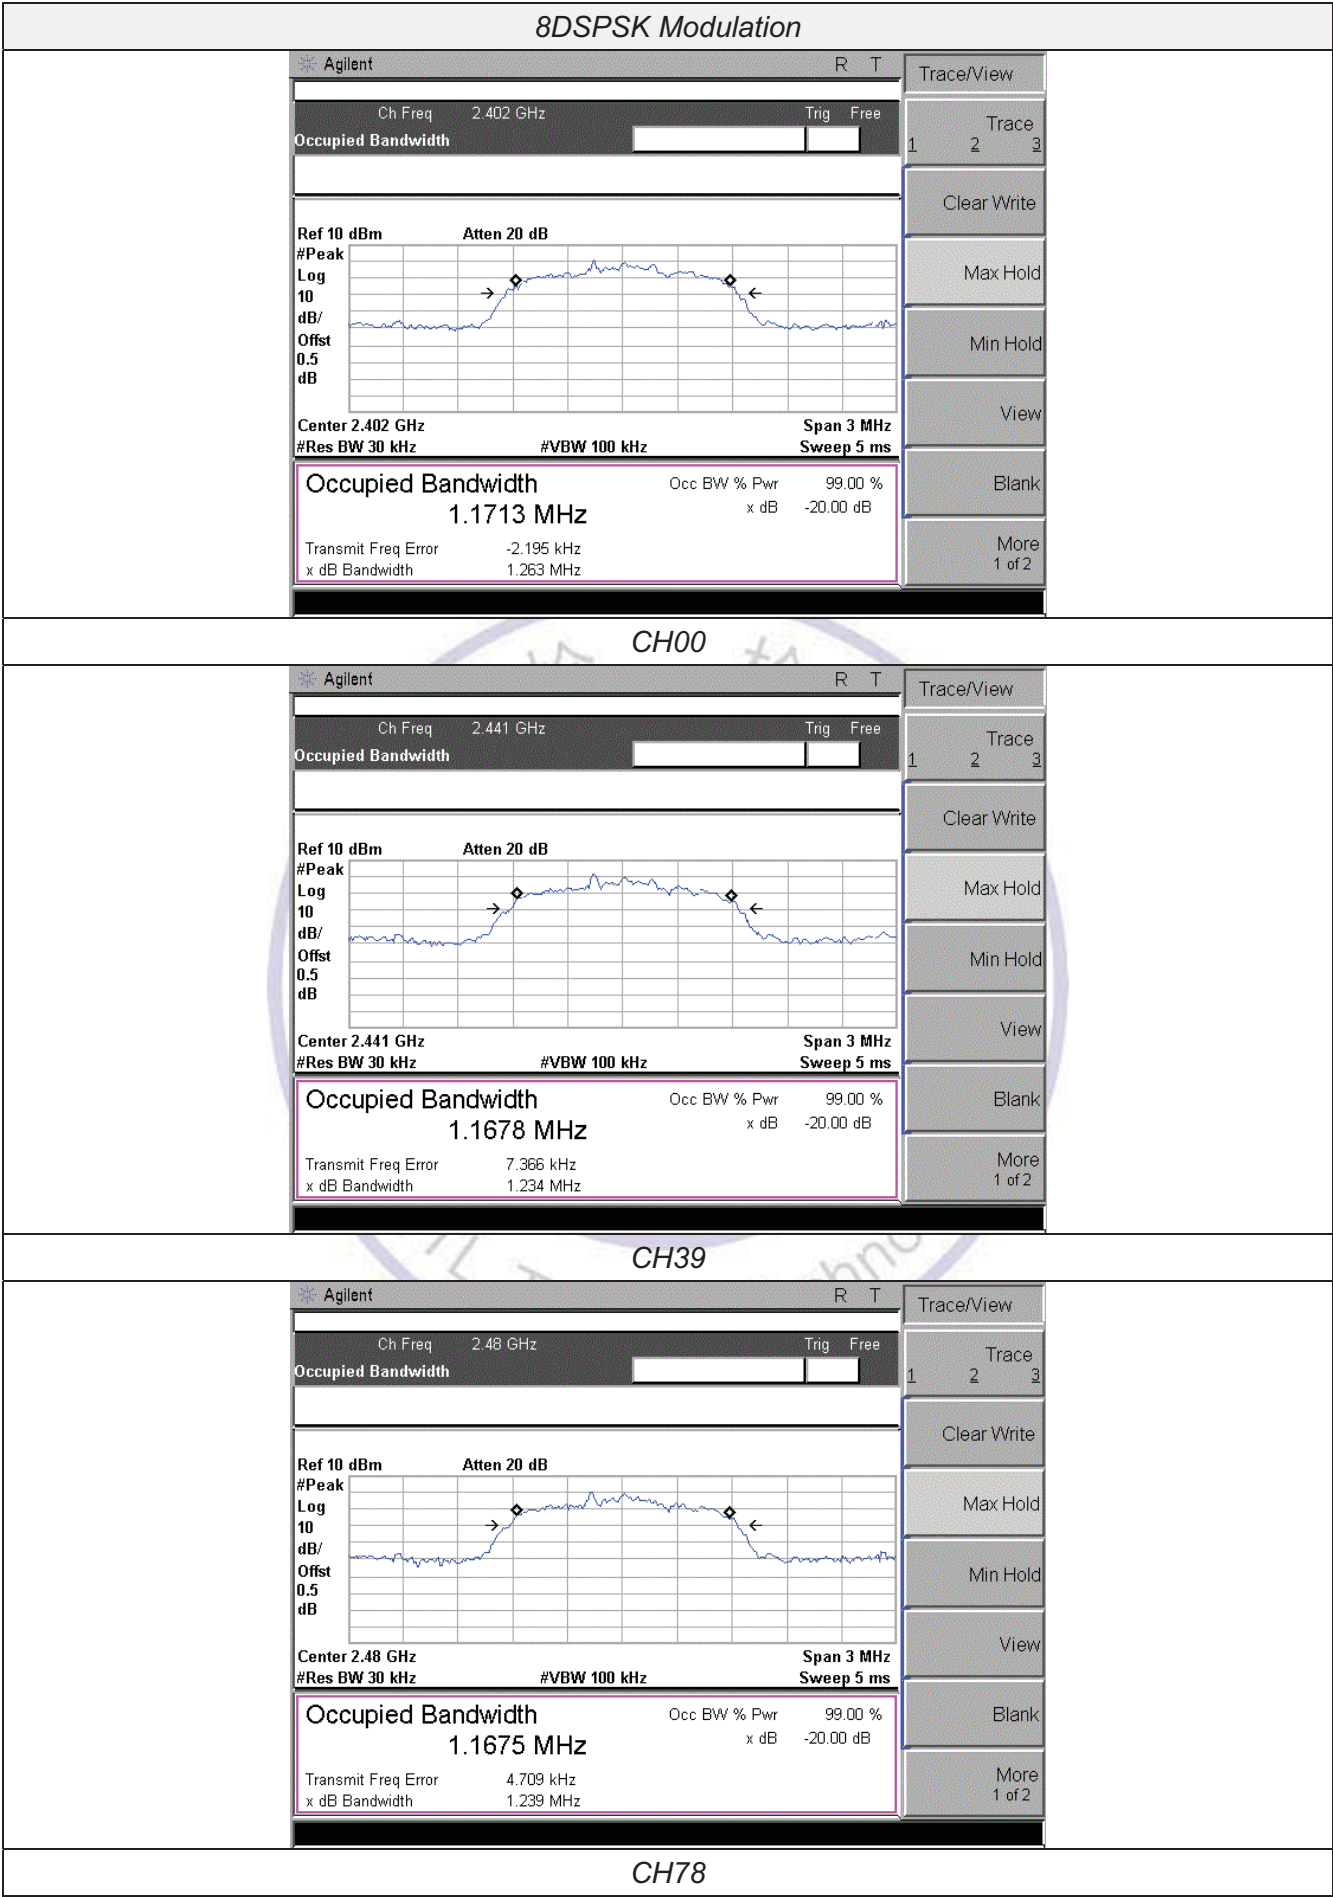 8DSPSK Modulation
Agilent R T
Trace/View
Ch Freq 2.402 GHz Trig Free
Occupied Bandwidth
Trace
1 2 3
Clear Write
Ref 10 dBm Atten 20 dB
#Peak
Log
10
dB/
Offst
0.5
dB
Max Hold
Min Hold
View
Center 2.402 GHz Span 3 MHz
#Res BW 30 kHz #VBW 100 kHz Sweep 5 ms
Occupied Bandwidth Occ BW % Pwr 99.00 %
1.1713 MHz x dB -20.00 dB
Transmit Freq Error -2.195 kHz
x dB Bandwidth 1.263 MHz
Blank
More
1 of 2
CH00
Agilent R T
Trace/View
Ch Freq 2.441 GHz Trig Free
Occupied Bandwidth
Trace
1 2 3
Clear Write
Ref 10 dBm Atten 20 dB
#Peak
Log
10
dB/
Offst
0.5
dB
Max Hold
Min Hold
View
Center 2.441 GHz Span 3 MHz
#Res BW 30 kHz #VBW 100 kHz Sweep 5 ms
Occupied Bandwidth Occ BW % Pwr 99.00 %
1.1678 MHz x dB -20.00 dB
Transmit Freq Error 7.366 kHz
x dB Bandwidth 1.234 MHz
Blank
More
1 of 2
CH39
Agilent R T
Trace/View
Ch Freq 2.48 GHz Trig Free
Occupied Bandwidth
Trace
1 2 3
Clear Write
Ref 10 dBm Atten 20 dB
#Peak
Log
10
dB/
Offst
0.5
dB
Max Hold
Min Hold
View
Center 2.48 GHz Span 3 MHz
#Res BW 30 kHz #VBW 100 kHz Sweep 5 ms
Occupied Bandwidth Occ BW % Pwr 99.00 %
1.1675 MHz x dB -20.00 dB
Transmit Freq Error 4.709 kHz
x dB Bandwidth 1.239 MHz
Blank
More
1 of 2
CH78